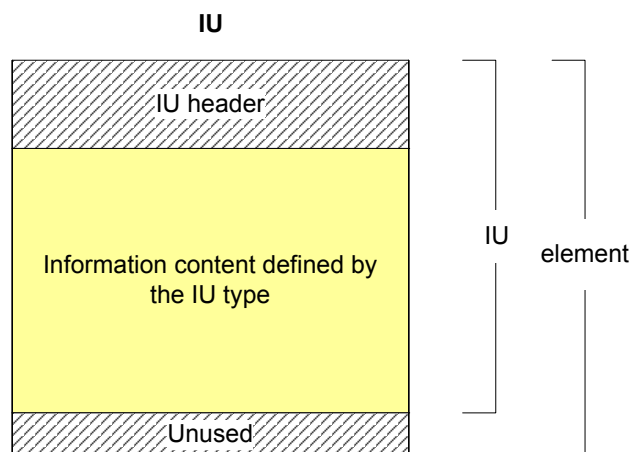 IU
IU header
Information content defined by
the IU type
Unused
IU
element